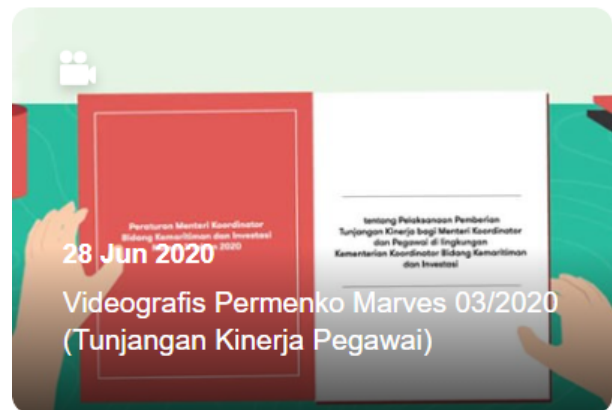 Peraturan Menteri Koordinator
Bidang Kemaritiman dan Investasi
2020
tentang Pelaksanaan Pemberian
Tunjangan Kinerja bagi Menteri Koordinator
dan Pegawai di lingkungan
Kementerian Koordinator Bidang Kemaritiman
dan Investasi
28 Jun 2020
Videografis Permenko Marves 03/2020
(Tunjangan Kinerja Pegawai)